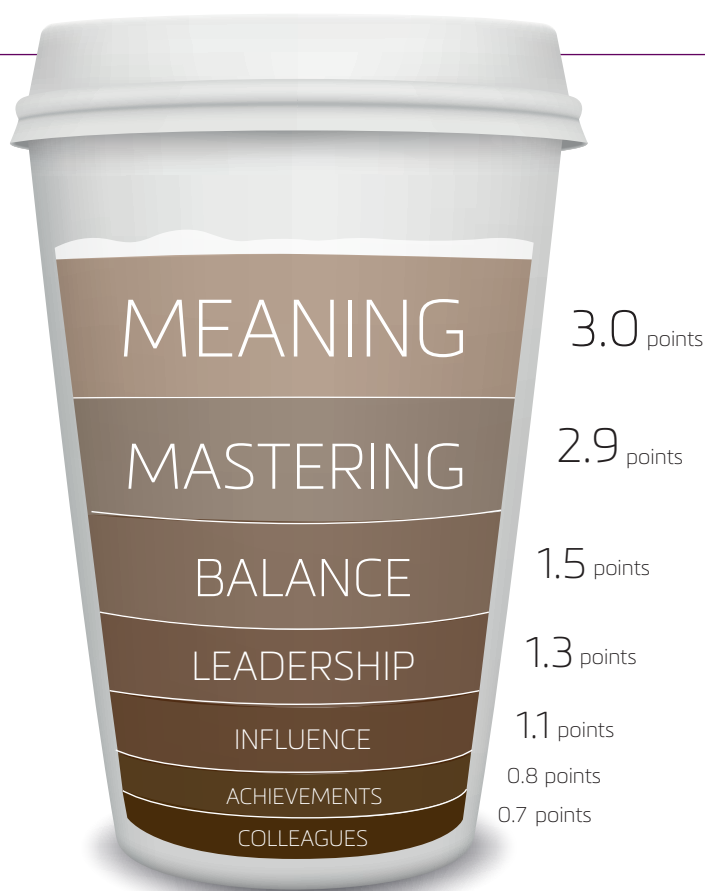 MEANING 3.0 points
MASTERING 2.9 points
BALANCE 1.5 points
LEADERSHIP 1.3 points
INFLUENCE 1.1 points
ACHIEVEMENTS 0.8 points
COLLEAGUES 0.7 points